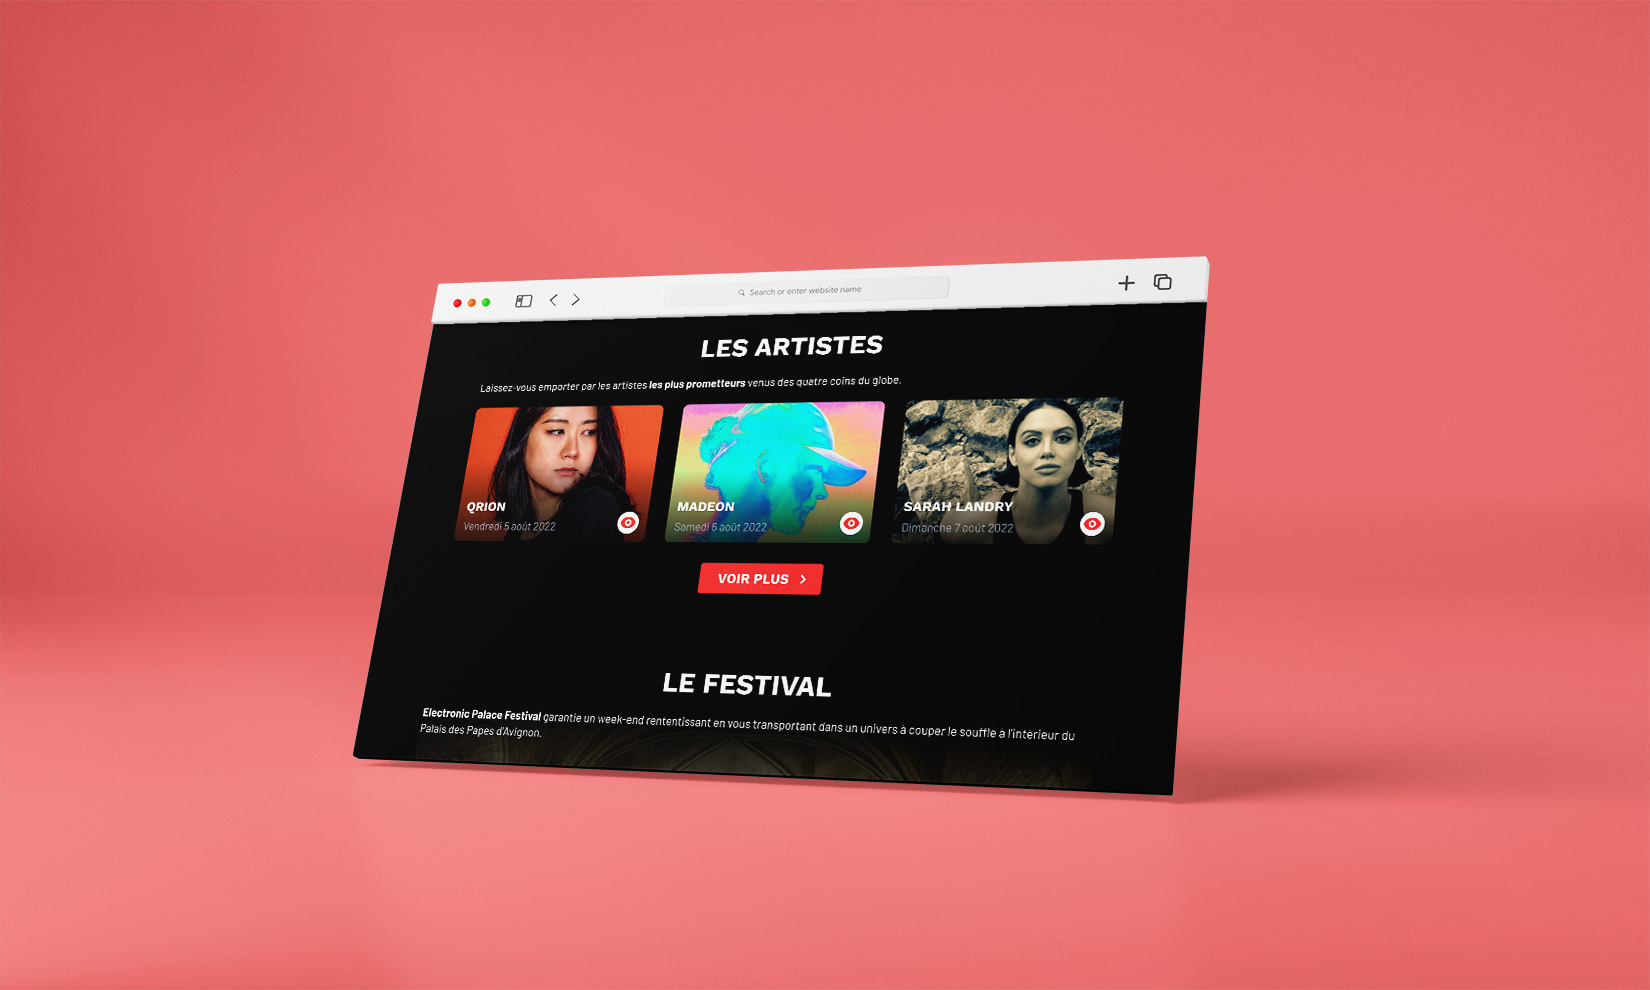 Search or enter website name
LES ARTISTES
Laissez-vous emporter par les artistes les plus prometteurs venus des quatre coins du globe.
QRION
Vendredi 5 août 2022
MADEON
Samedi 6 août 2022
SARAH LANDRY
Dimanche 7 août 2022
VOIR PLUS
LE FESTIVAL
Electronic Palace Festival garantie un week-end rententissant en vous transportant dans un univers à couper le souffle à l'intérieur du
Palais des Papes d'Avignon.